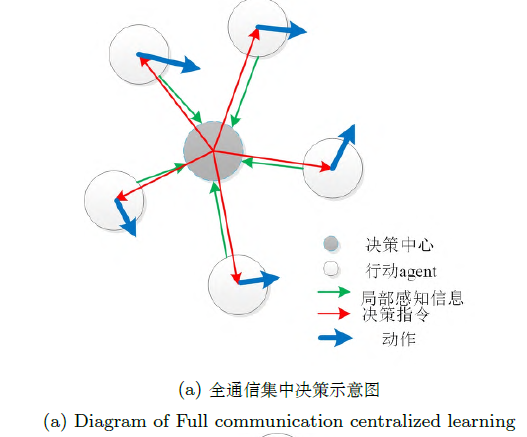 决策中心
行动agent
局部感知信息
决策指令
动作
(a) 全通信集中决策示意图
(a) Diagram of Full communication centralized learning